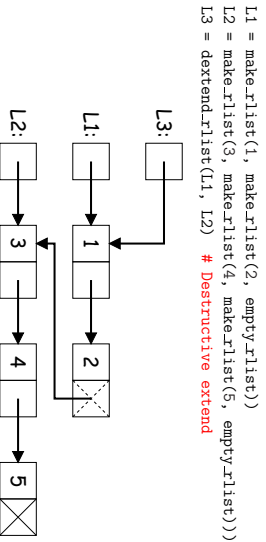 L1 = make_rlist(1, make_rlist(2, empty_rlist))
L2 = make_rlist(3, make_rlist(4, make_rlist(5, empty_rlist)))
L3 = dextend_rlist(L1, L2) # Destructive extend
L3:
L1: 1 2
L2: 3 4 5